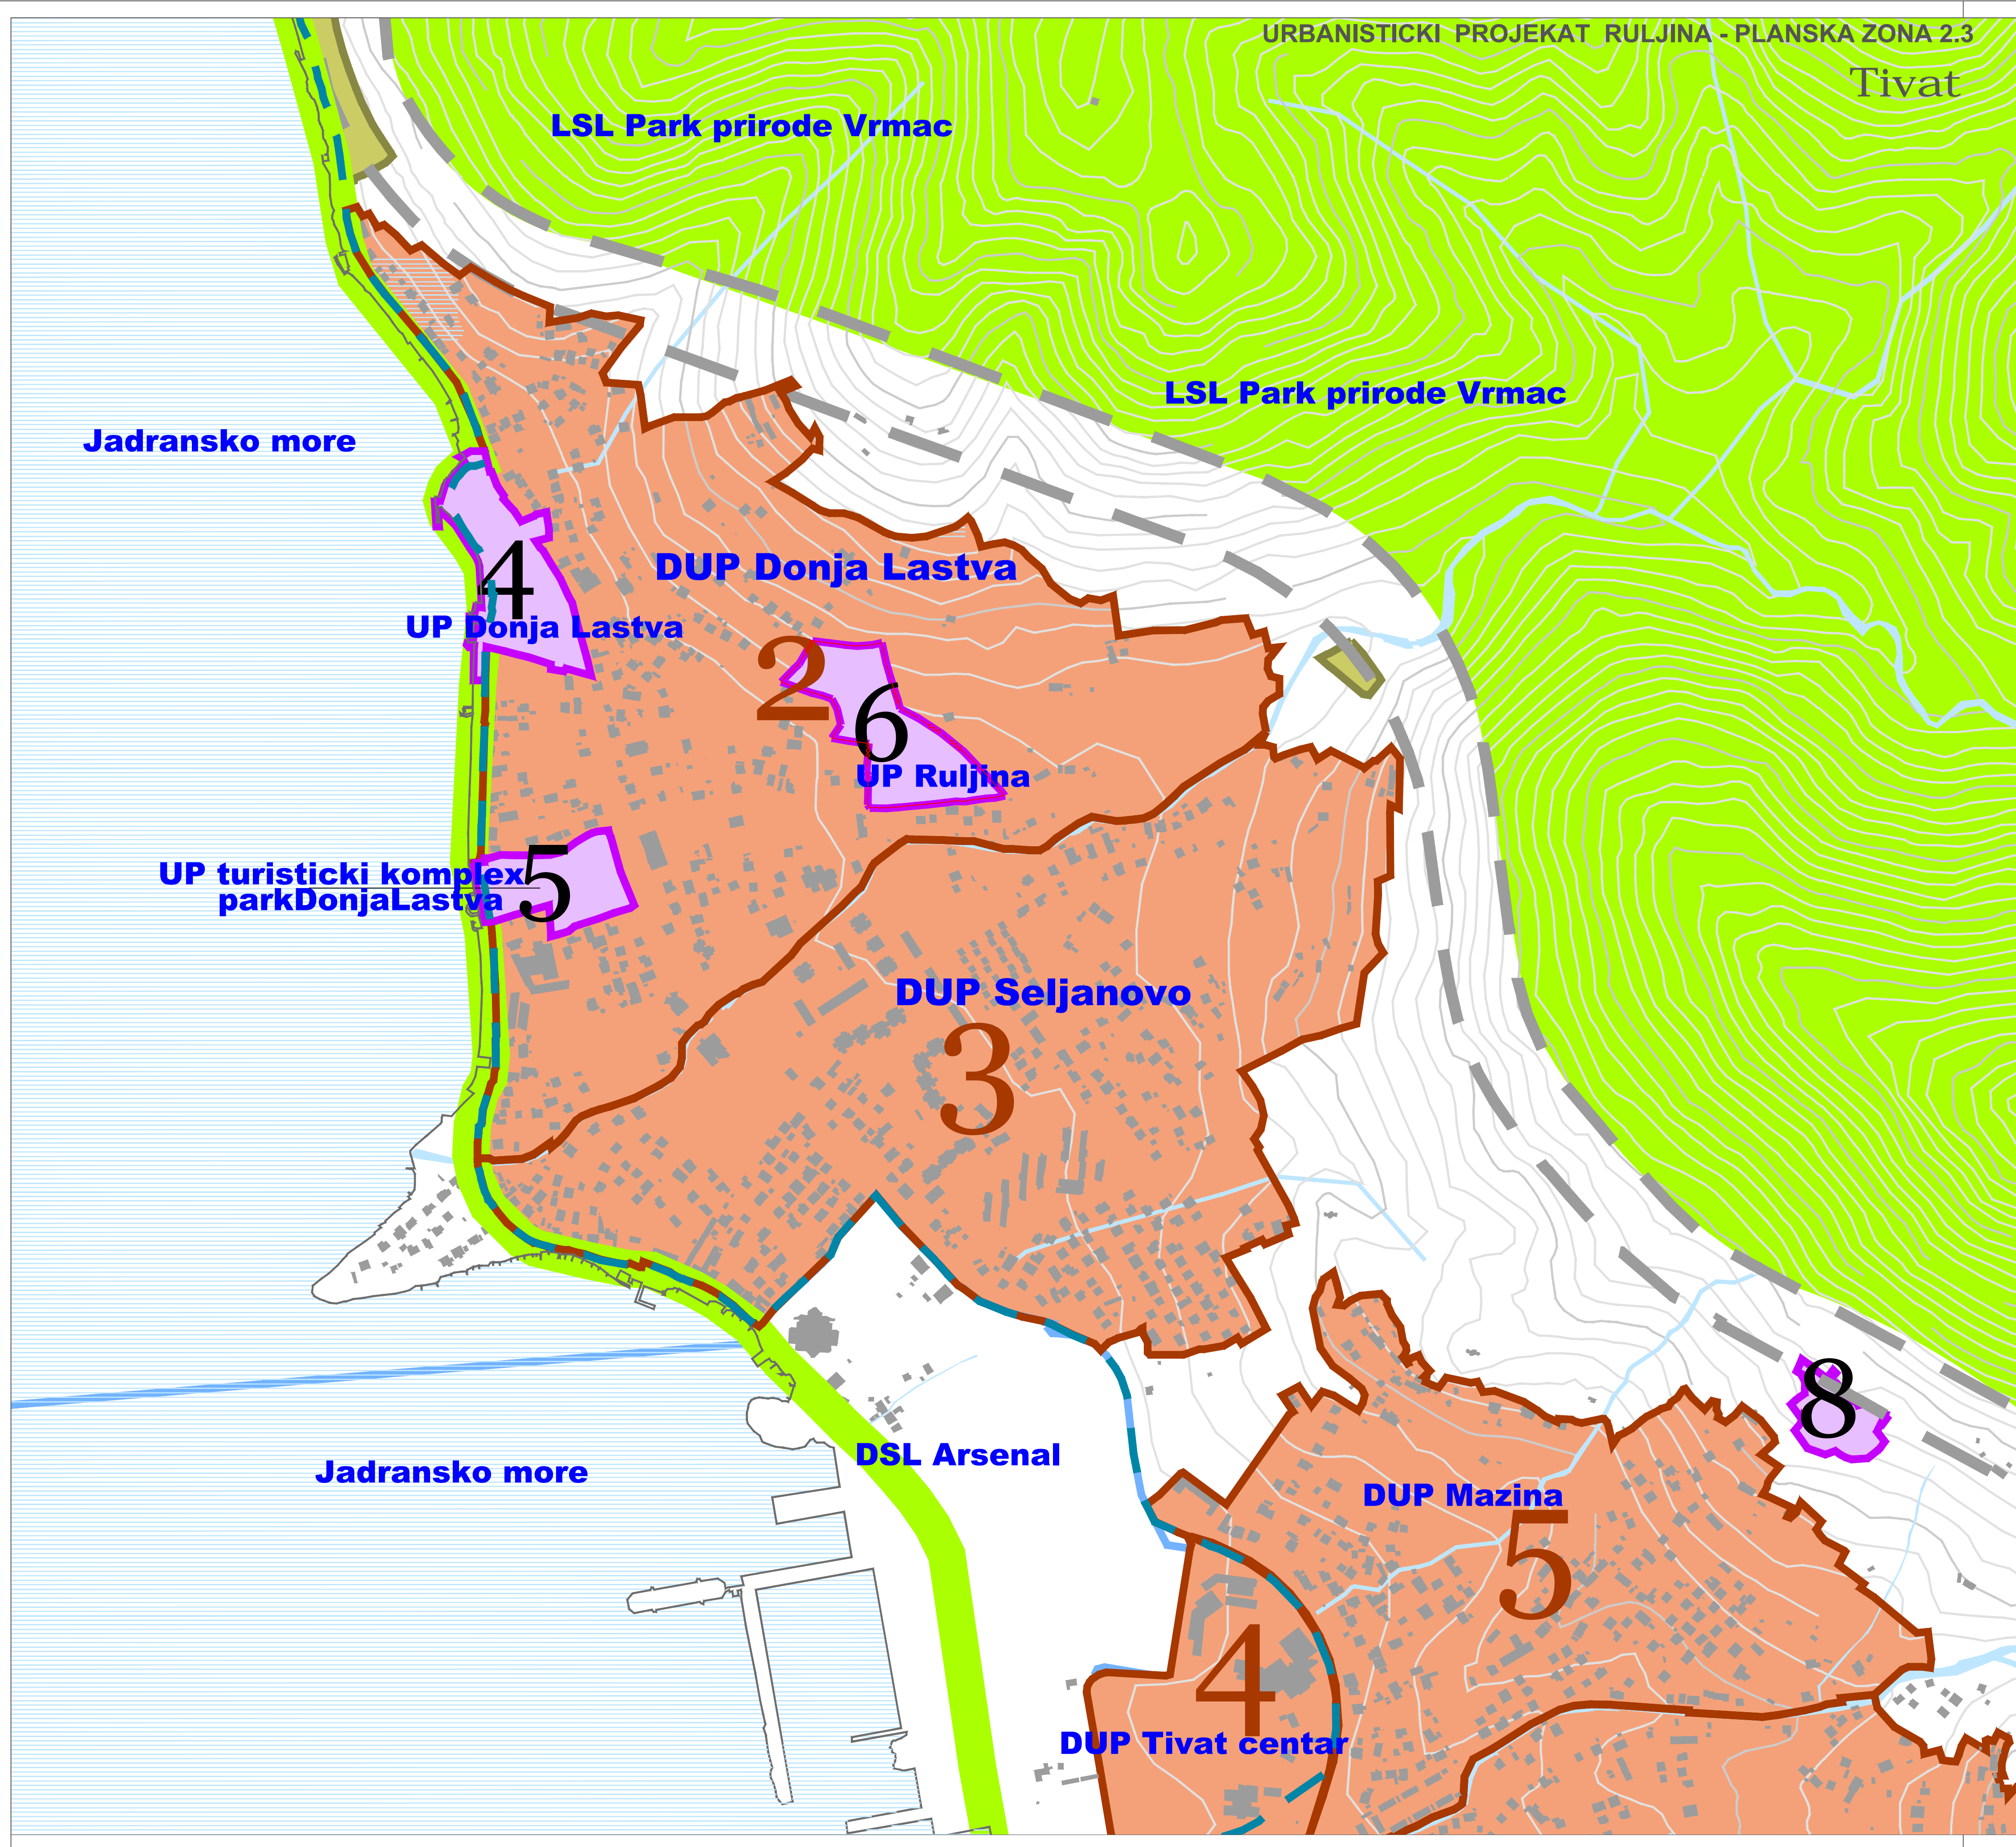 URBANISTICKI PROJEKAT RULJINA - PLANSKA ZONA 2.3
Tivat
LSL Park prirode Vrmac
LSL Park prirode Vrmac
Jadransko more
4
DUP Donja Lastva
UP Donja Lastva
2
6
UP Ruljina
UP turisticki komplex
parkDonjaLastva
5
DUP Seljanovo
3
8
DSL Arsenal
Jadransko more
DUP Mazina
5
4
DUP Tivat centar